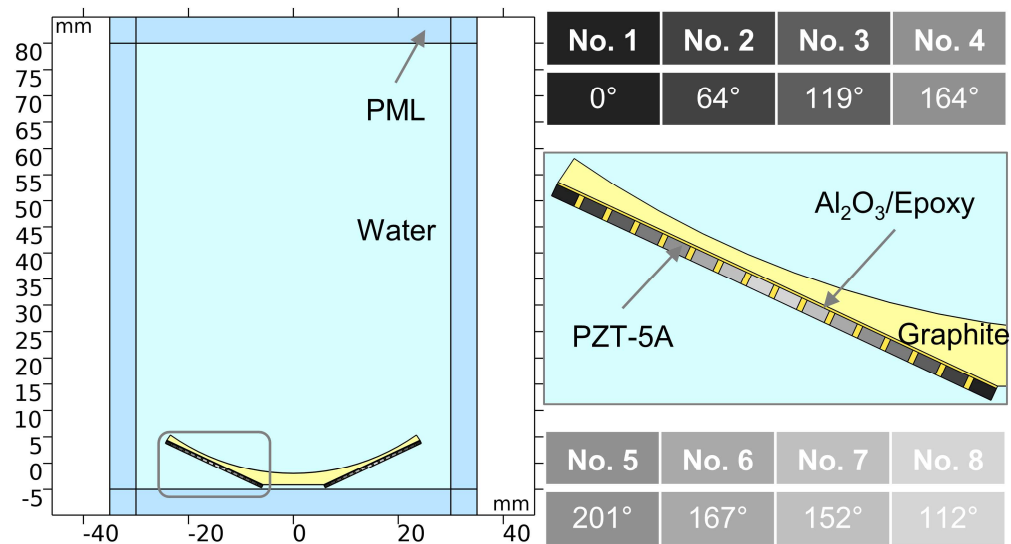 mm
80
75
70
65
60
55
50
45
40
35
30
25
20
15
10
5
0
-5
-40
-20
0
20
40
mm
PML
Water
No. 1 No. 2 No. 3 No. 4
0° 64° 119° 164°
Al₂O₃/Epoxy
PZT-5A
Graphite
No. 5 No. 6 No. 7 No. 8
201° 167° 152° 112°